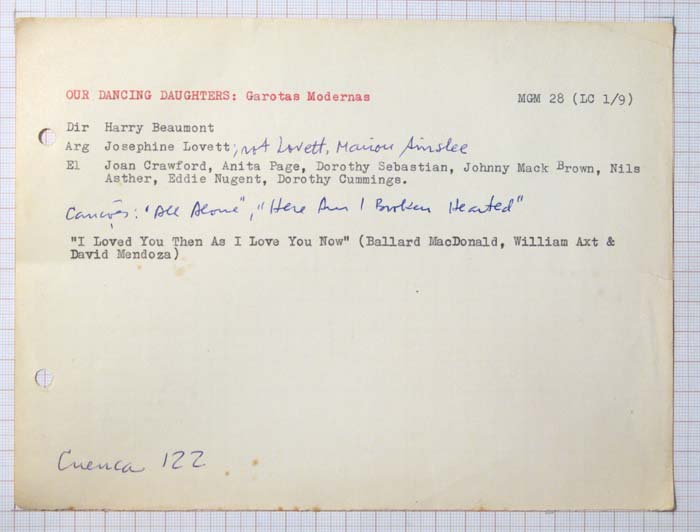 OUR DANCING DAUGHTERS: Garotas Modernas MGM 28 (LC 1/9)
Dir Harry Beaumont
Arg Josephine Lovett; rot Lovett, Marion Ainslee
El Joan Crawford, Anita Page, Dorothy Sebastian, Johnny Mack Brown, Nils
Asther, Eddie Nugent, Dorothy Cummings.
Canções: "All Alone", "Here Am I Broken Hearted"
"I Loved You Then As I Love You Now" (Ballard MacDonald, William Axt &
David Mendoza)
Cuenca 122